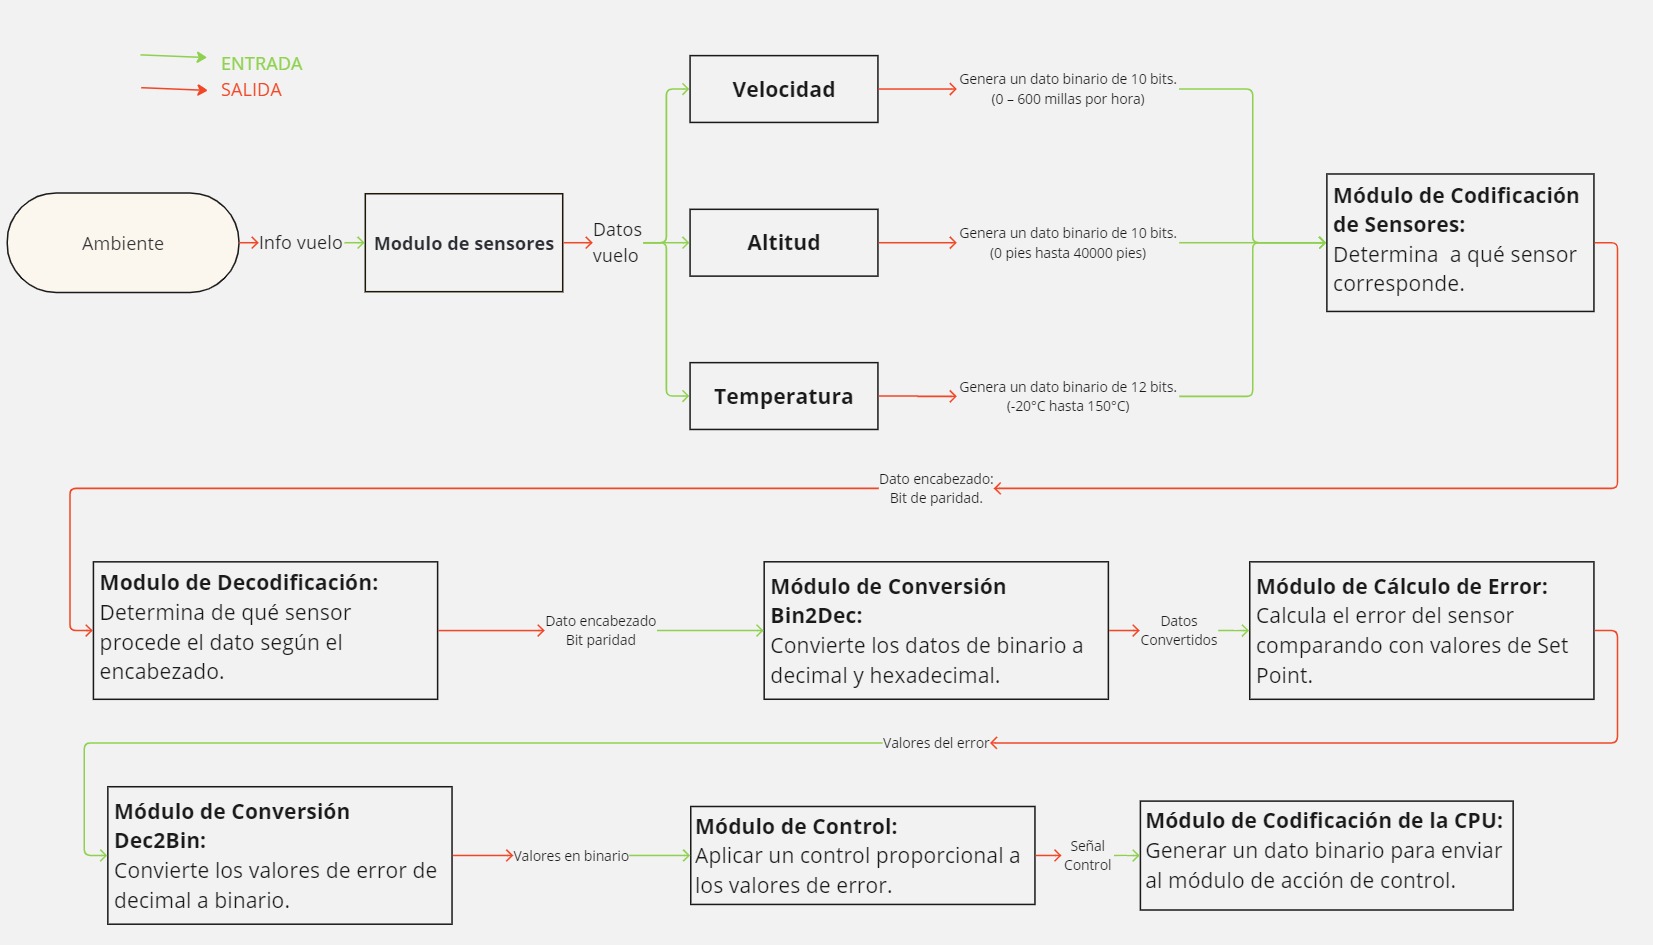 ENTRADA
SALIDA
Velocidad
Genera un dato binario de 10 bits.
(0 – 600 millas por hora)
Ambiente
Info vuelo
Modulo de sensores
Datos
vuelo
Altitud
Genera un dato binario de 10 bits.
(0 pies hasta 40000 pies)
Módulo de Codificación
de Sensores:
Determina  a qué sensor
corresponde.
Temperatura
Genera un dato binario de 12 bits.
(-20°C hasta 150°C)
Dato encabezado:
Bit de paridad.
Modulo de Decodificación:
Determina de qué sensor
procede el dato según el
encabezado.
Dato encabezado
Bit paridad
Módulo de Conversión
Bin2Dec:
Convierte los datos de binario a
decimal y hexadecimal.
Datos
Convertidos
Módulo de Cálculo de Error:
Calcula el error del sensor
comparando con valores de Set
Point.
Valores del error
Módulo de Conversión
Dec2Bin:
Convierte los valores de error de
decimal a binario.
Valores en binario
Módulo de Control:
Aplicar un control proporcional a
los valores de error.
Señal
Control
Módulo de Codificación de la CPU:
Generar un dato binario para enviar
al módulo de acción de control.